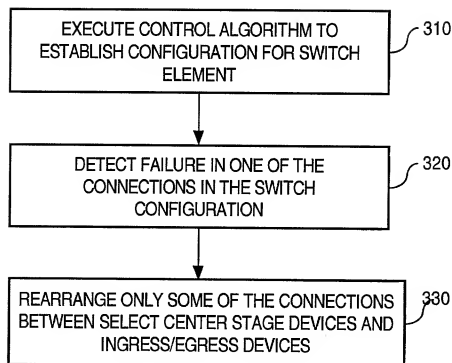 EXECUTE CONTROL ALGORITHM TO
ESTABLISH CONFIGURATION FOR SWITCH
ELEMENT
310
DETECT FAILURE IN ONE OF THE
CONNECTIONS IN THE SWITCH
CONFIGURATION
320
REARRANGE ONLY SOME OF THE CONNECTIONS
BETWEEN SELECT CENTER STAGE DEVICES AND
INGRESS/EGRESS DEVICES
330